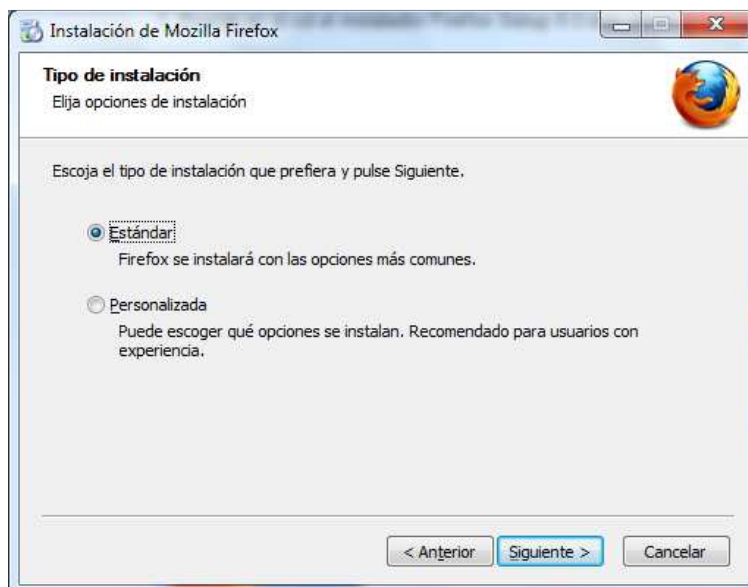 Instalación de Mozilla Firefox
Tipo de instalación
Elija opciones de instalación
Escoja el tipo de instalación que prefiera y pulse Siguiente.
Estándar
Firefox se instalará con las opciones más comunes.
Personalizada
Puede escoger qué opciones se instalan. Recomendado para usuarios con
experiencia.
< Anterior
Siguiente >
Cancelar